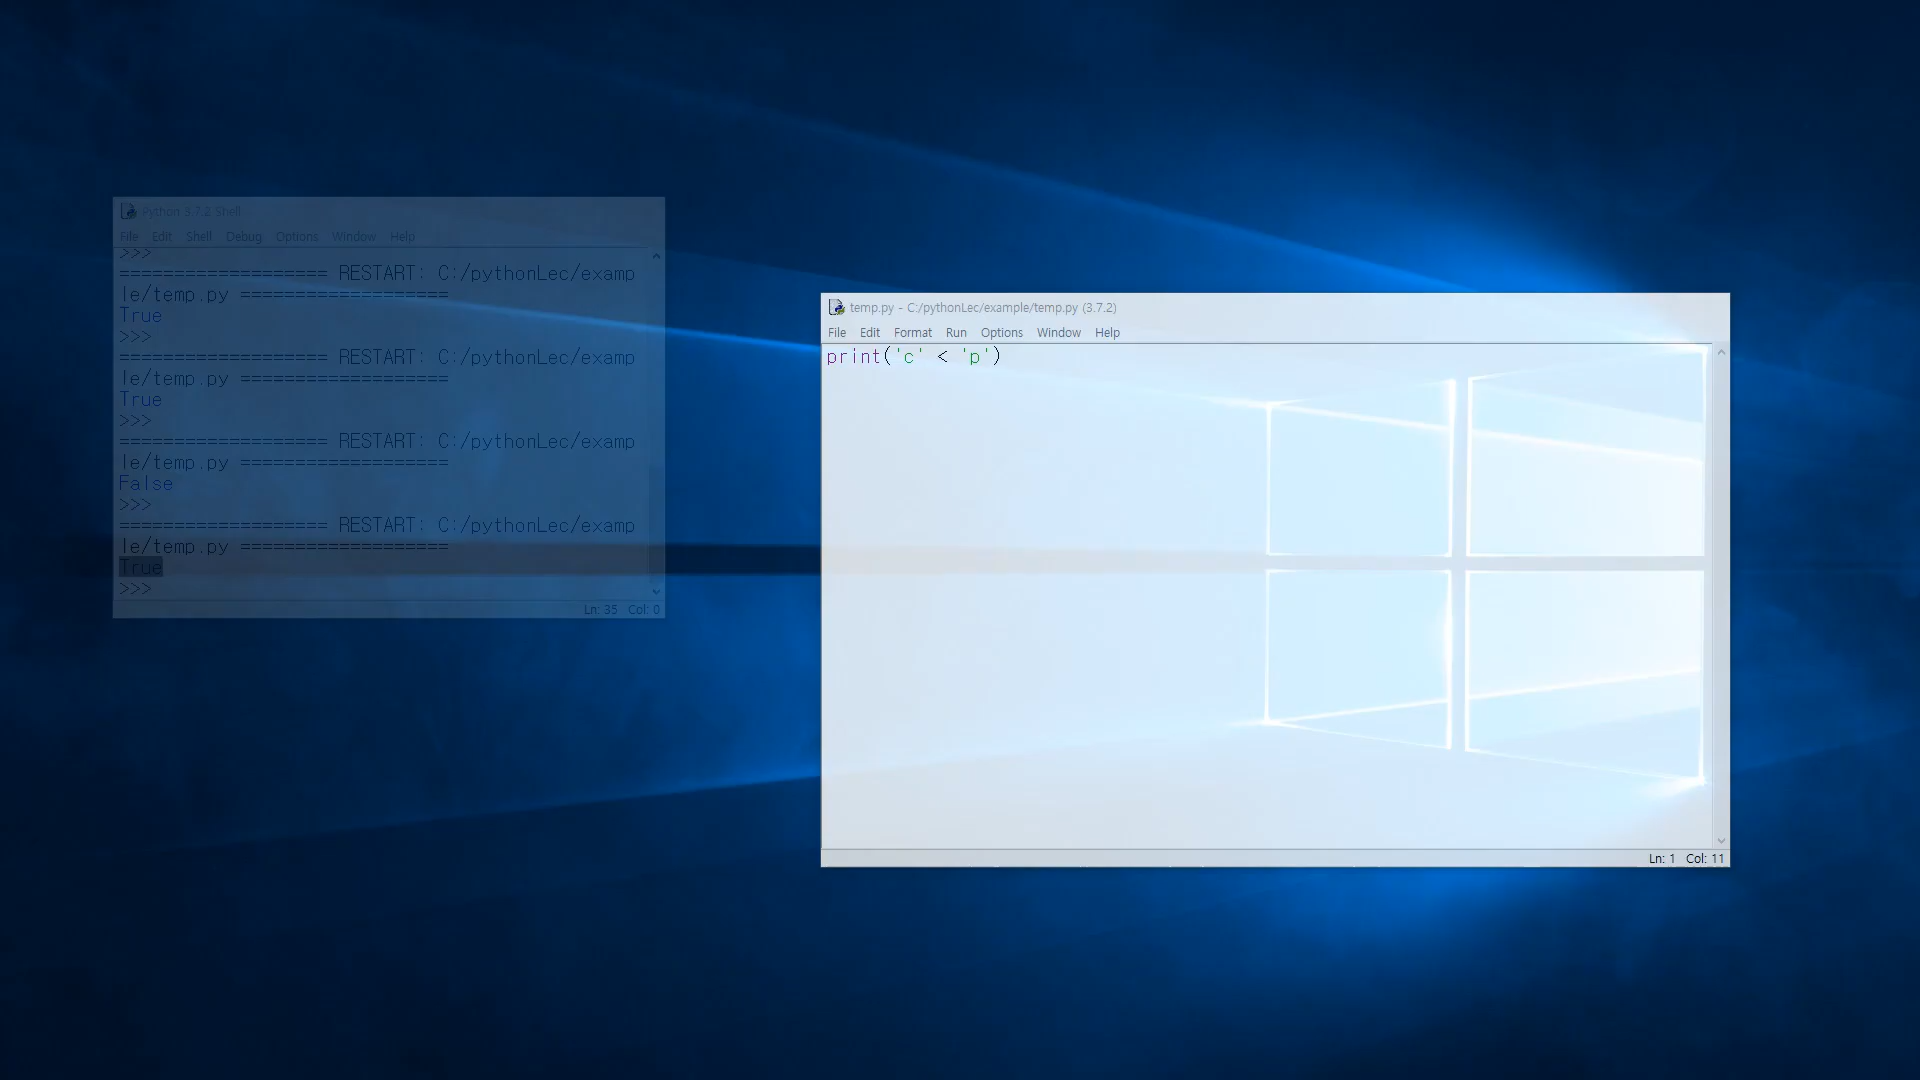 Python 3.7.2 Shell
File Edit Shell Debug Options Window Help
>>>
=================== RESTART: C:/pythonLec/examp
le/temp.py ===================
True
>>>
=================== RESTART: C:/pythonLec/examp
le/temp.py ===================
True
>>>
=================== RESTART: C:/pythonLec/examp
le/temp.py ===================
False
>>>
=================== RESTART: C:/pythonLec/examp
le/temp.py ===================
True
>>>
Ln: 35 Col: 0
temp.py - C:/pythonLec/example/temp.py (3.7.2)
File Edit Format Run Options Window Help
print('c' < 'p')
Ln: 1 Col: 11